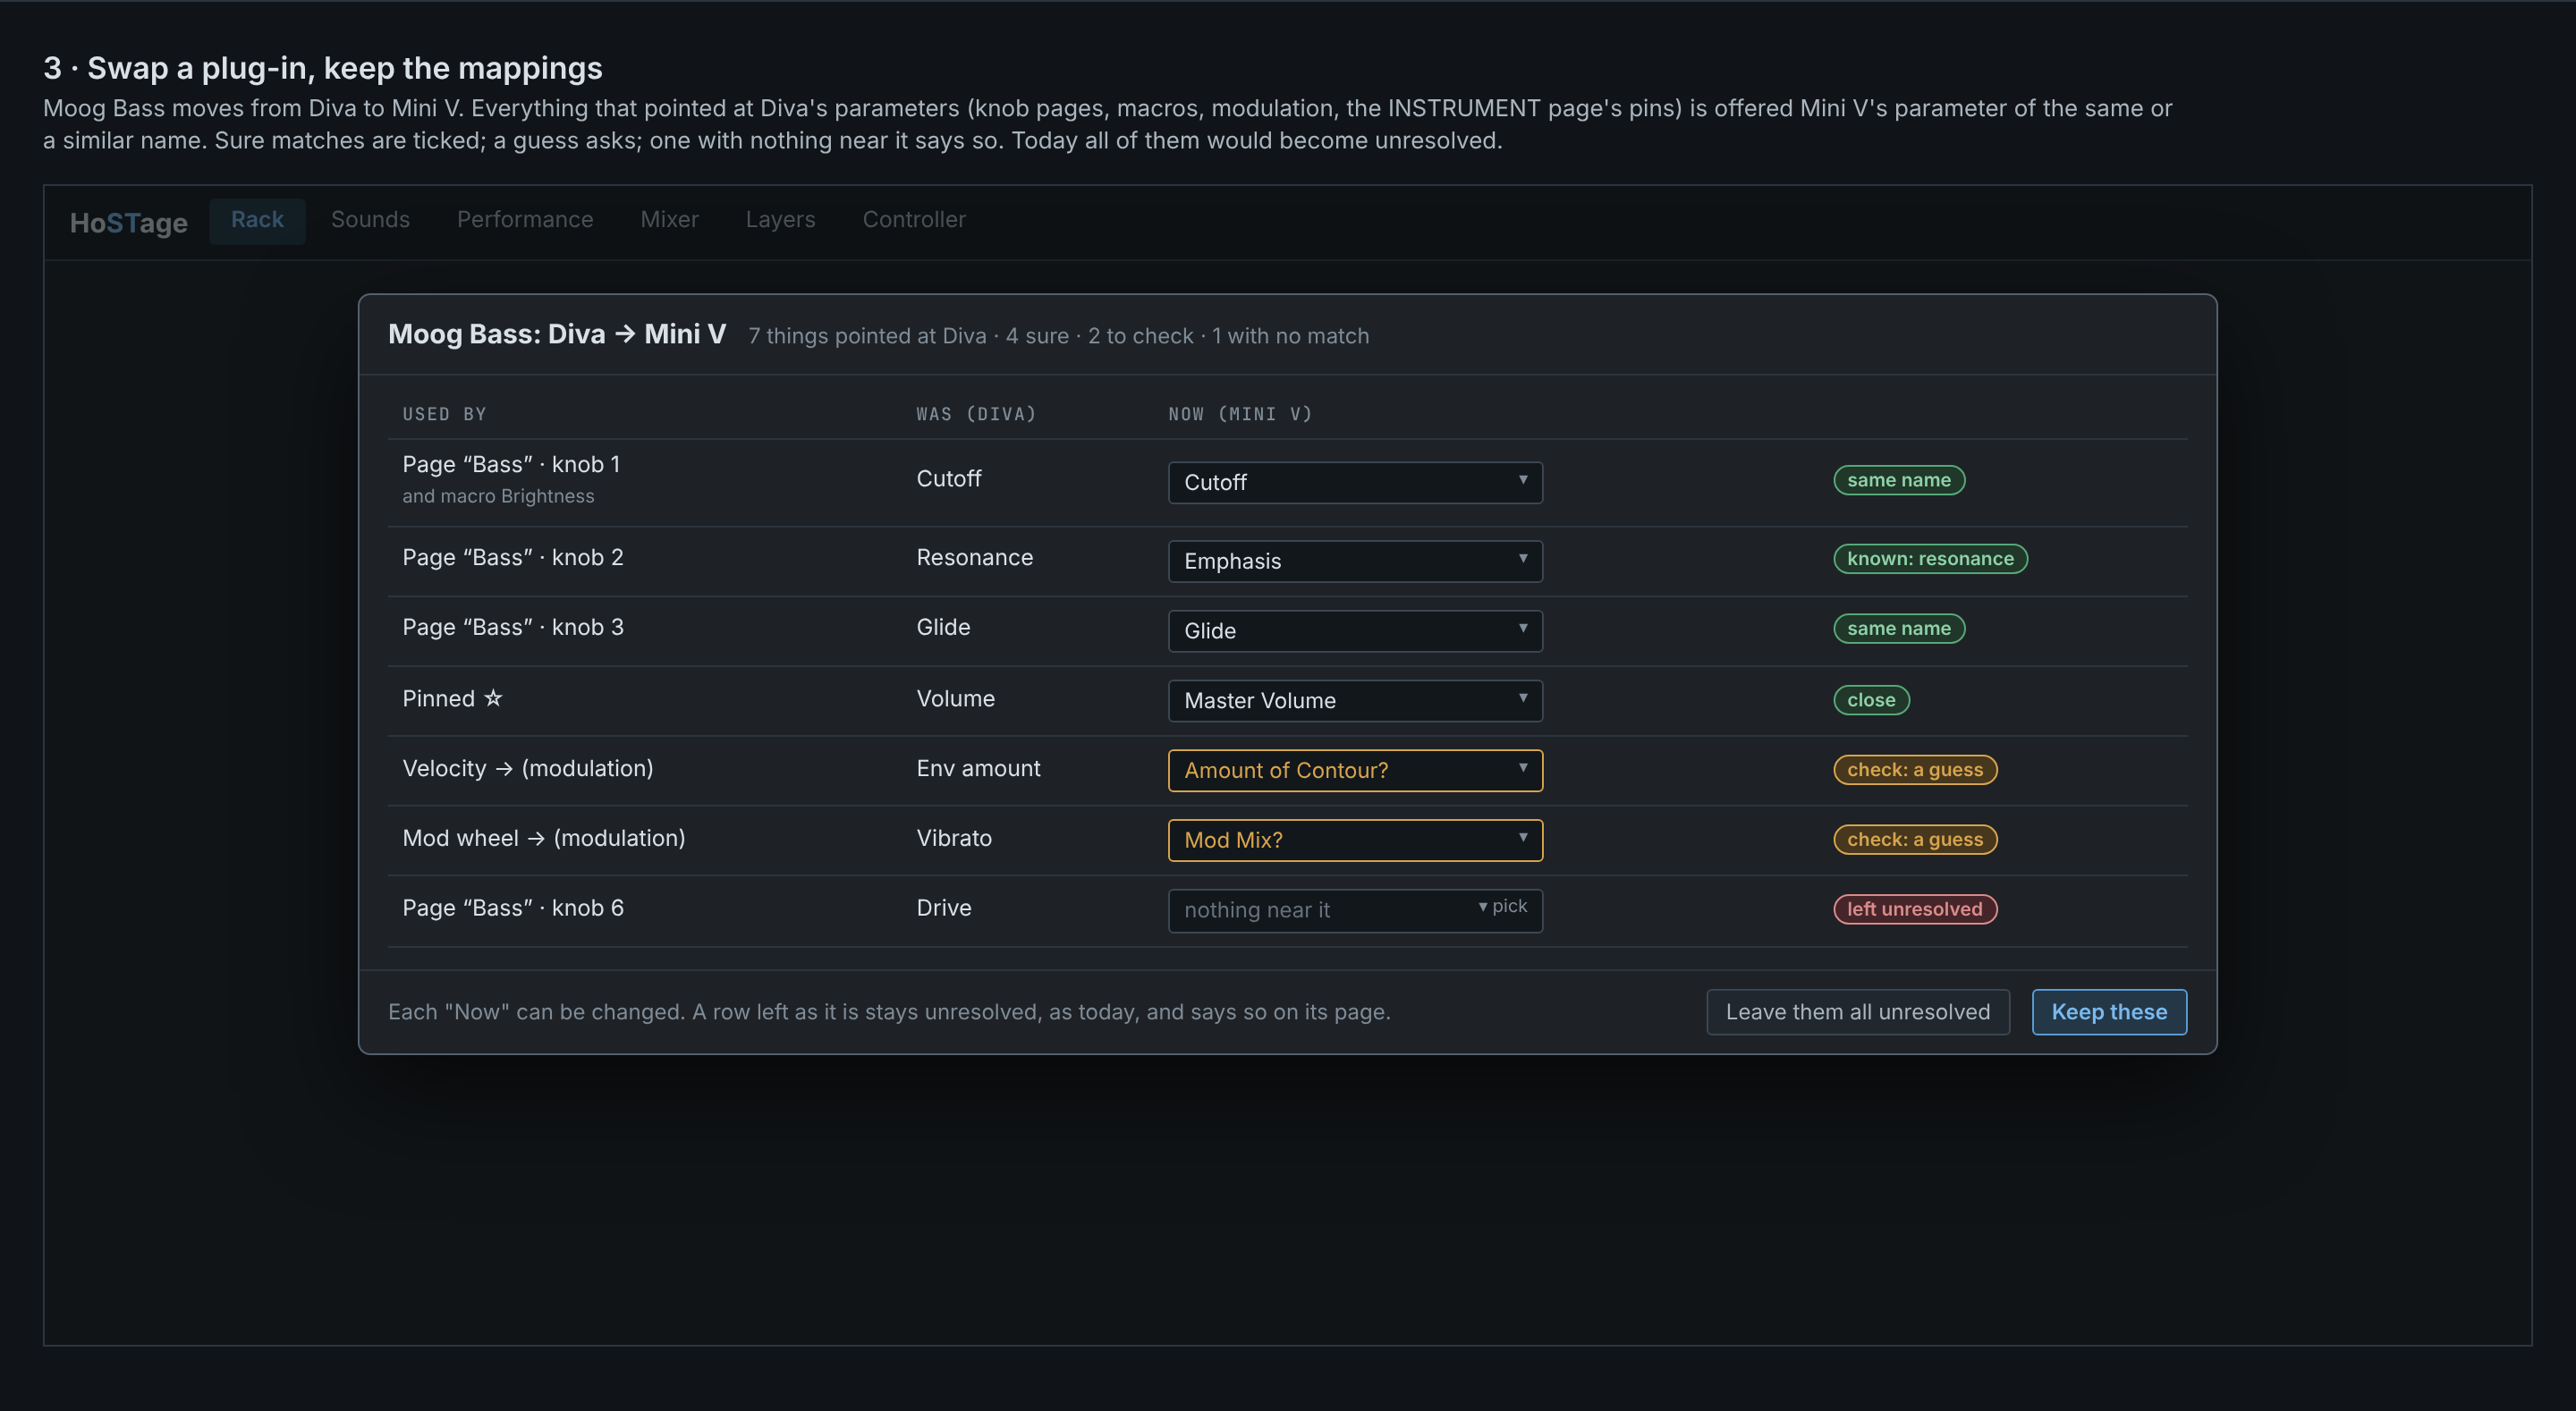 3 · Swap a plug-in, keep the mappings
Moog Bass moves from Diva to Mini V. Everything that pointed at Diva's parameters (knob pages, macros, modulation, the INSTRUMENT page's pins) is offered Mini V's parameter of the same or
a similar name. Sure matches are ticked; a guess asks; one with nothing near it says so. Today all of them would become unresolved.
HoSTage Rack Sounds Performance Mixer Layers Controller
Moog Bass: Diva → Mini V 7 things pointed at Diva · 4 sure · 2 to check · 1 with no match
USED BY WAS (DIVA) NOW (MINI V)
Page “Bass” · knob 1
and macro Brightness
Cutoff Cutoff ▾ same name
Page “Bass” · knob 2 Resonance Emphasis ▾ known: resonance
Page “Bass” · knob 3 Glide Glide ▾ same name
Pinned ☆ Volume Master Volume ▾ close
Velocity → (modulation) Env amount Amount of Contour? ▾ check: a guess
Mod wheel → (modulation) Vibrato Mod Mix? ▾ check: a guess
Page “Bass” · knob 6 Drive nothing near it ▾ pick left unresolved
Each "Now" can be changed. A row left as it is stays unresolved, as today, and says so on its page. Leave them all unresolved Keep these